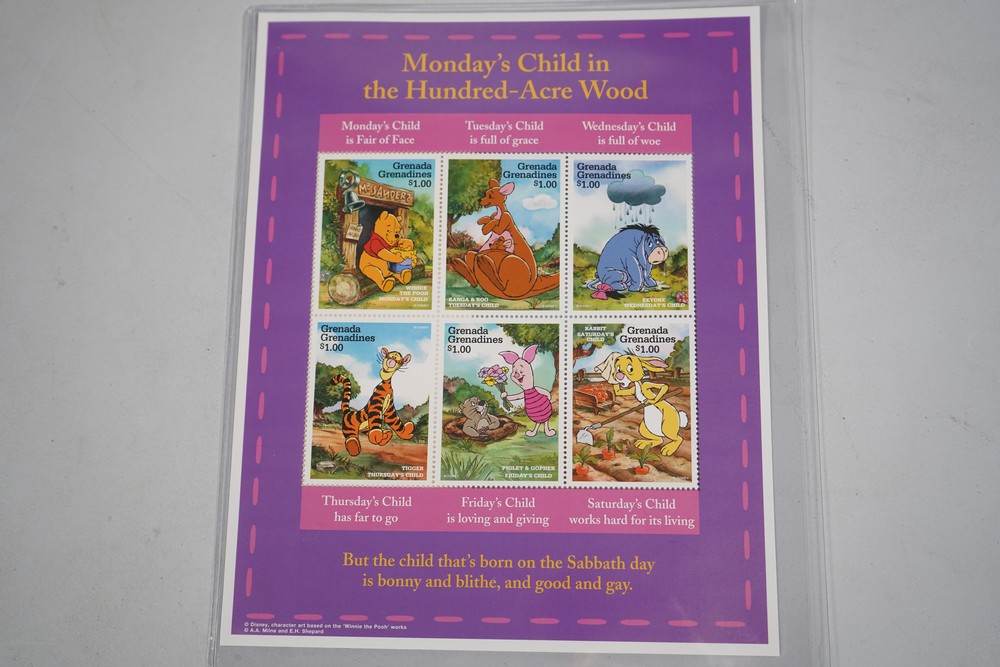 Monday's Child in
the Hundred-Acre Wood
Monday's Child
is Fair of Face
Tuesday's Child
is full of grace
Wednesday's Child
is full of woe
Grenada
Grenadines
$1.00
MR SANDERZ
WINNIE
THE POOH
MONDAY'S CHILD
Grenada
Grenadines
$1.00
KANGA & ROO
TUESDAY'S CHILD
Grenada
Grenadines
$1.00
EEYORE
WEDNESDAY'S CHILD
Grenada
Grenadines
$1.00
TIGGER
THURSDAY'S CHILD
Grenada
Grenadines
$1.00
PIGLET & GOPHER
FRIDAY'S CHILD
RABBIT
SATURDAY'S
CHILD
Grenada
Grenadines
$1.00
Thursday's Child
has far to go
Friday's Child
is loving and giving
Saturday's Child
works hard for its living
But the child that's born on the Sabbath day
is bonny and blithe, and good and gay.
© Disney, character art based on the 'Winnie the Pooh' works
© A.A. Milne and E.H. Shepard